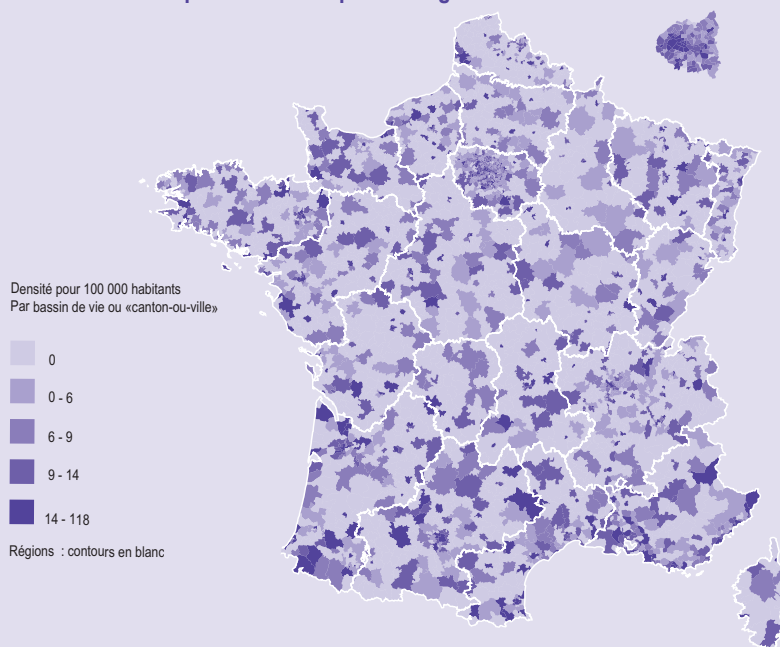 Densité pour 100 000 habitants
Par bassin de vie ou «canton-ou-ville»
0
0 - 6
6 - 9
9 - 14
14 - 118
Régions : contours en blanc